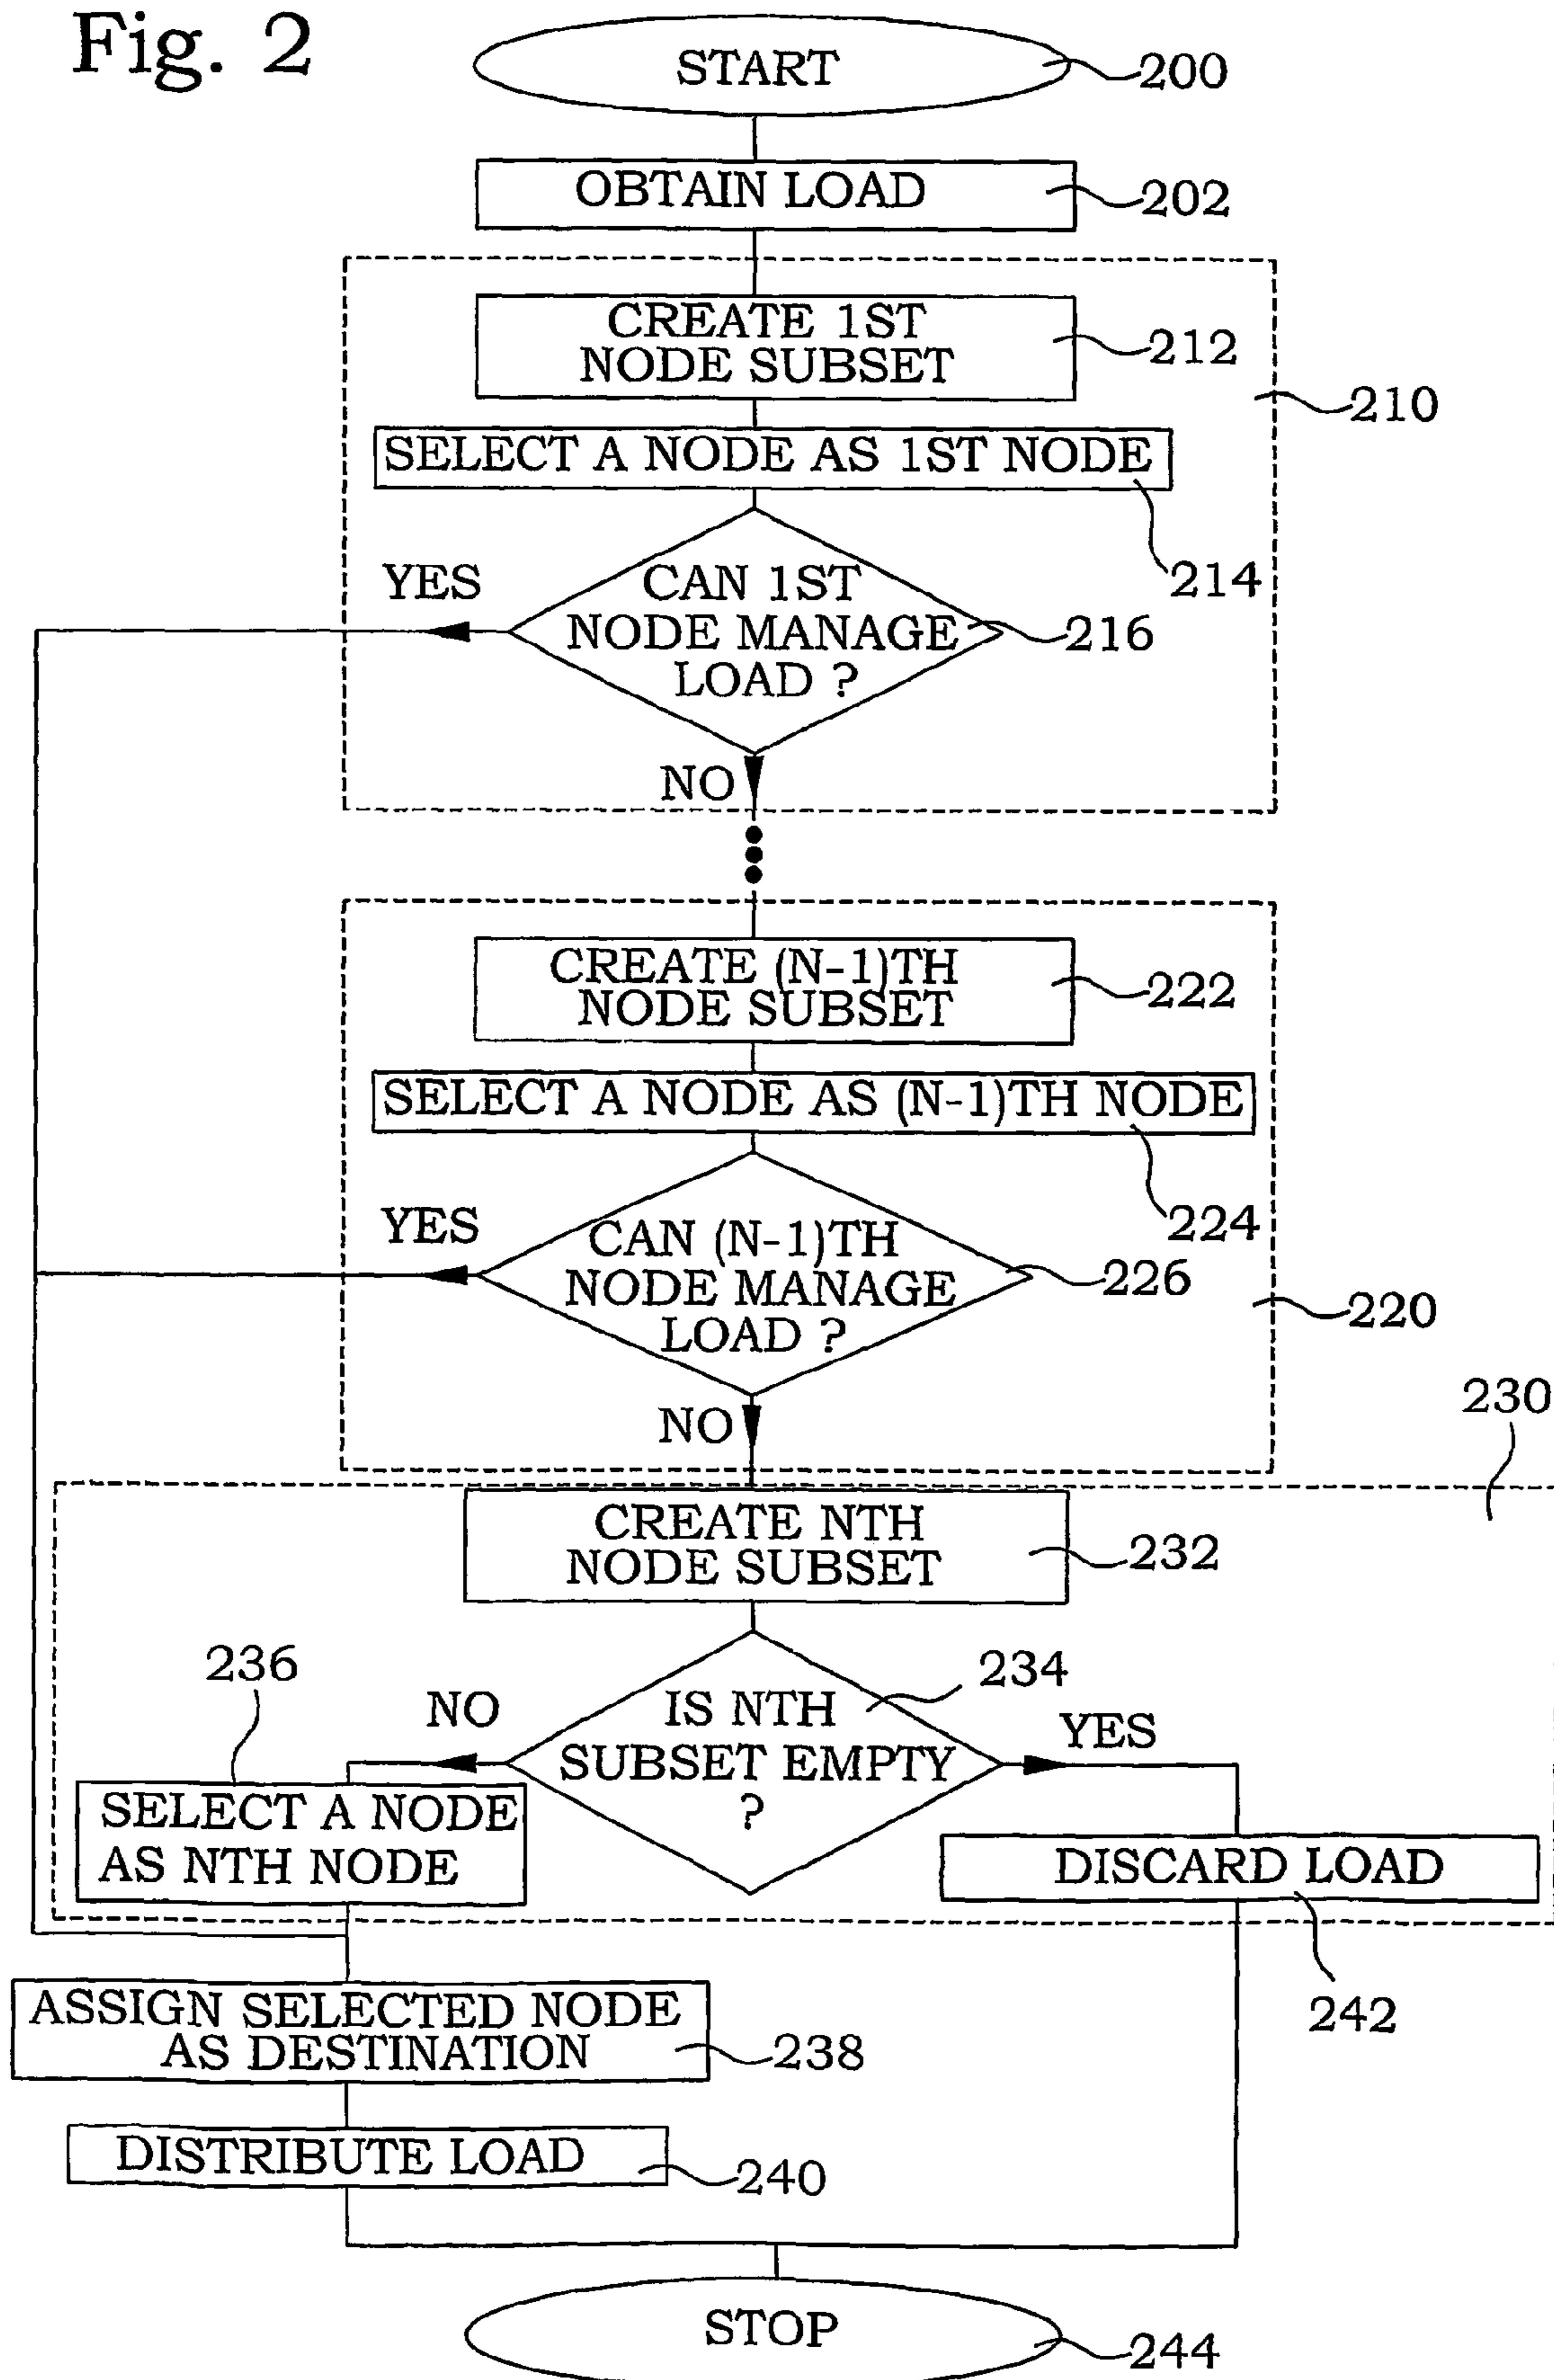 Fig. 2
START
200
OBTAIN LOAD
202
CREATE 1ST
NODE SUBSET
212
210
SELECT A NODE AS 1ST NODE
214
YES
CAN 1ST
NODE MANAGE
LOAD ?
216
NO
CREATE (N-1)TH
NODE SUBSET
222
SELECT A NODE AS (N-1)TH NODE
224
YES
CAN (N-1)TH
NODE MANAGE
LOAD ?
226
220
NO
230
CREATE NTH
NODE SUBSET
232
236
NO
IS NTH
SUBSET EMPTY
?
234
YES
SELECT A NODE
AS NTH NODE
DISCARD LOAD
242
ASSIGN SELECTED NODE
AS DESTINATION
238
DISTRIBUTE LOAD
240
STOP
244